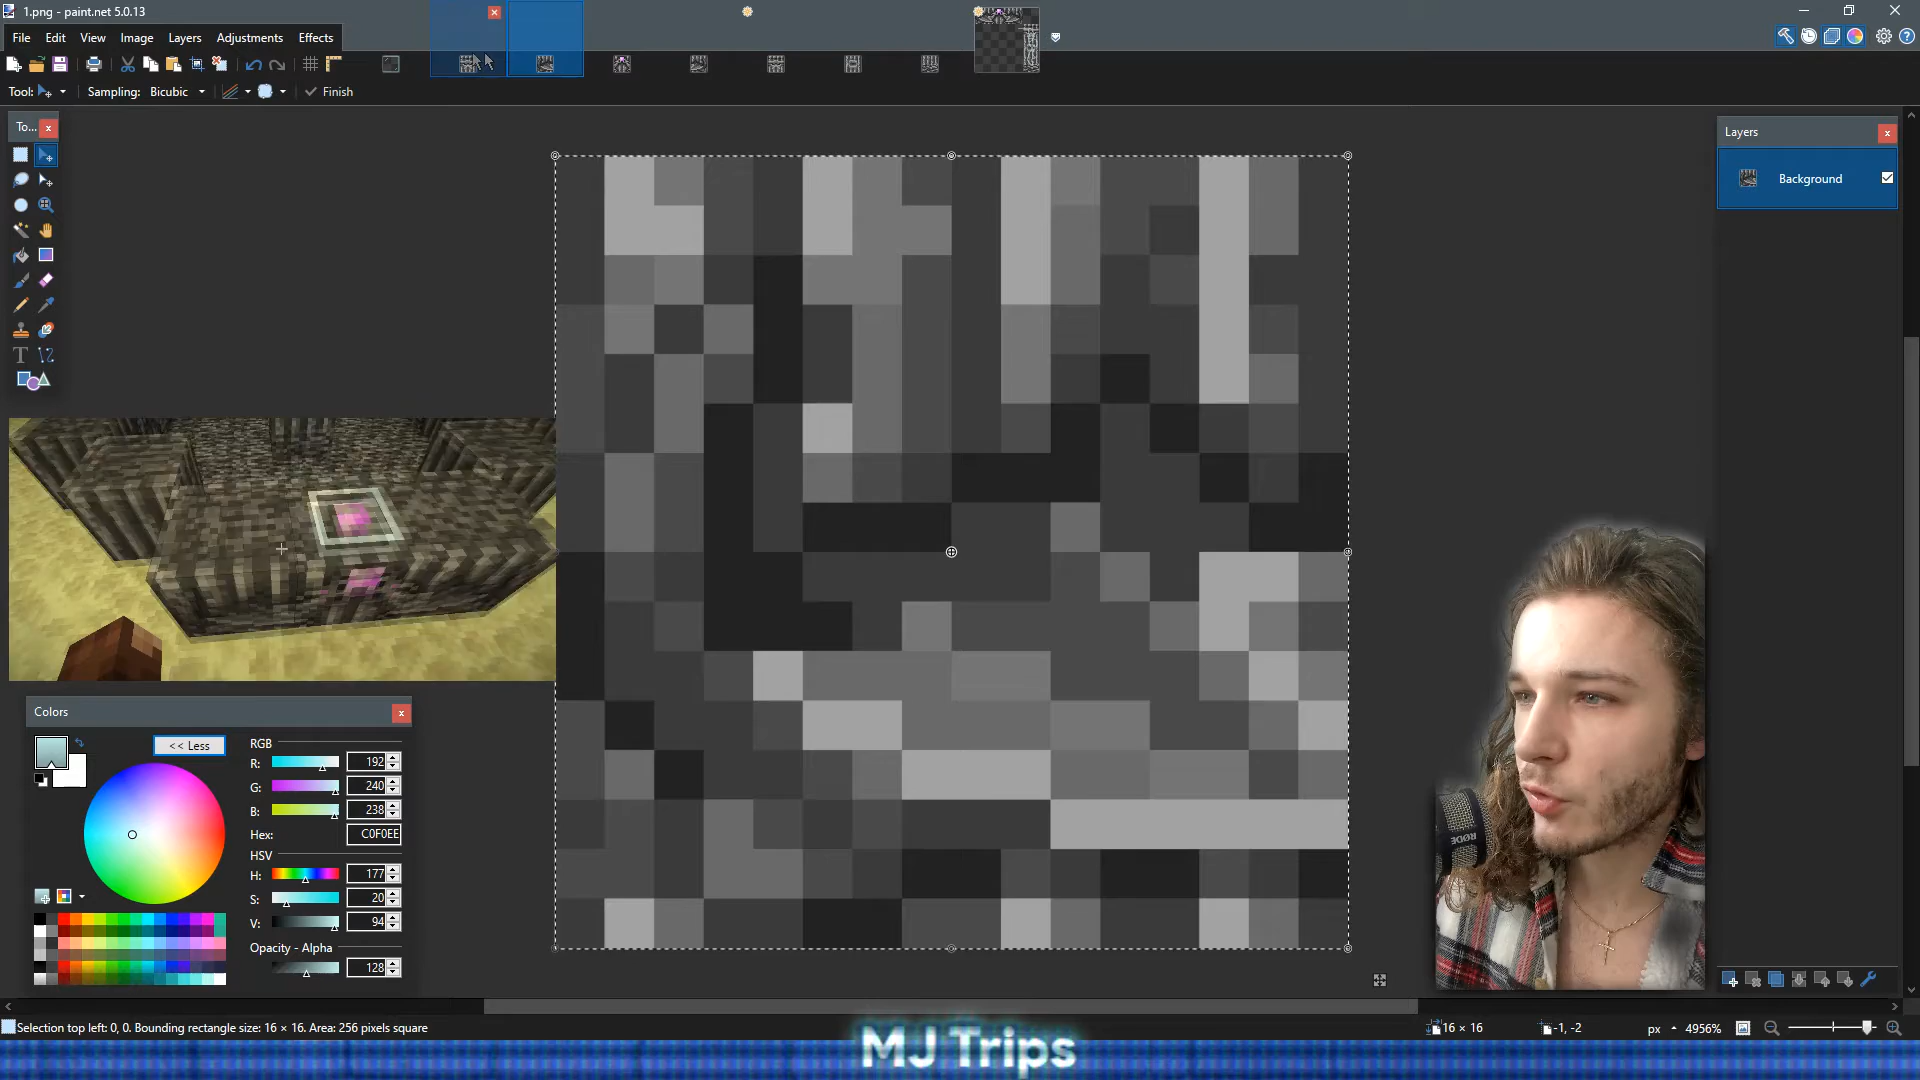 1.png - paint.net 5.0.13
File Edit View Image Layers Adjustments Effects
Tool: Sampling: Bicubic Finish
To...
Layers
Background
Colors
<< Less
RGB
R: 192
G: 240
B: 238
Hex: C0F0EE
HSV
H: 177
S: 20
V: 94
Opacity - Alpha
128
RØDE
Selection top left: 0, 0. Bounding rectangle size: 16 × 16. Area: 256 pixels square
16 × 16
-1, -2
px
4956%
MJ Trips